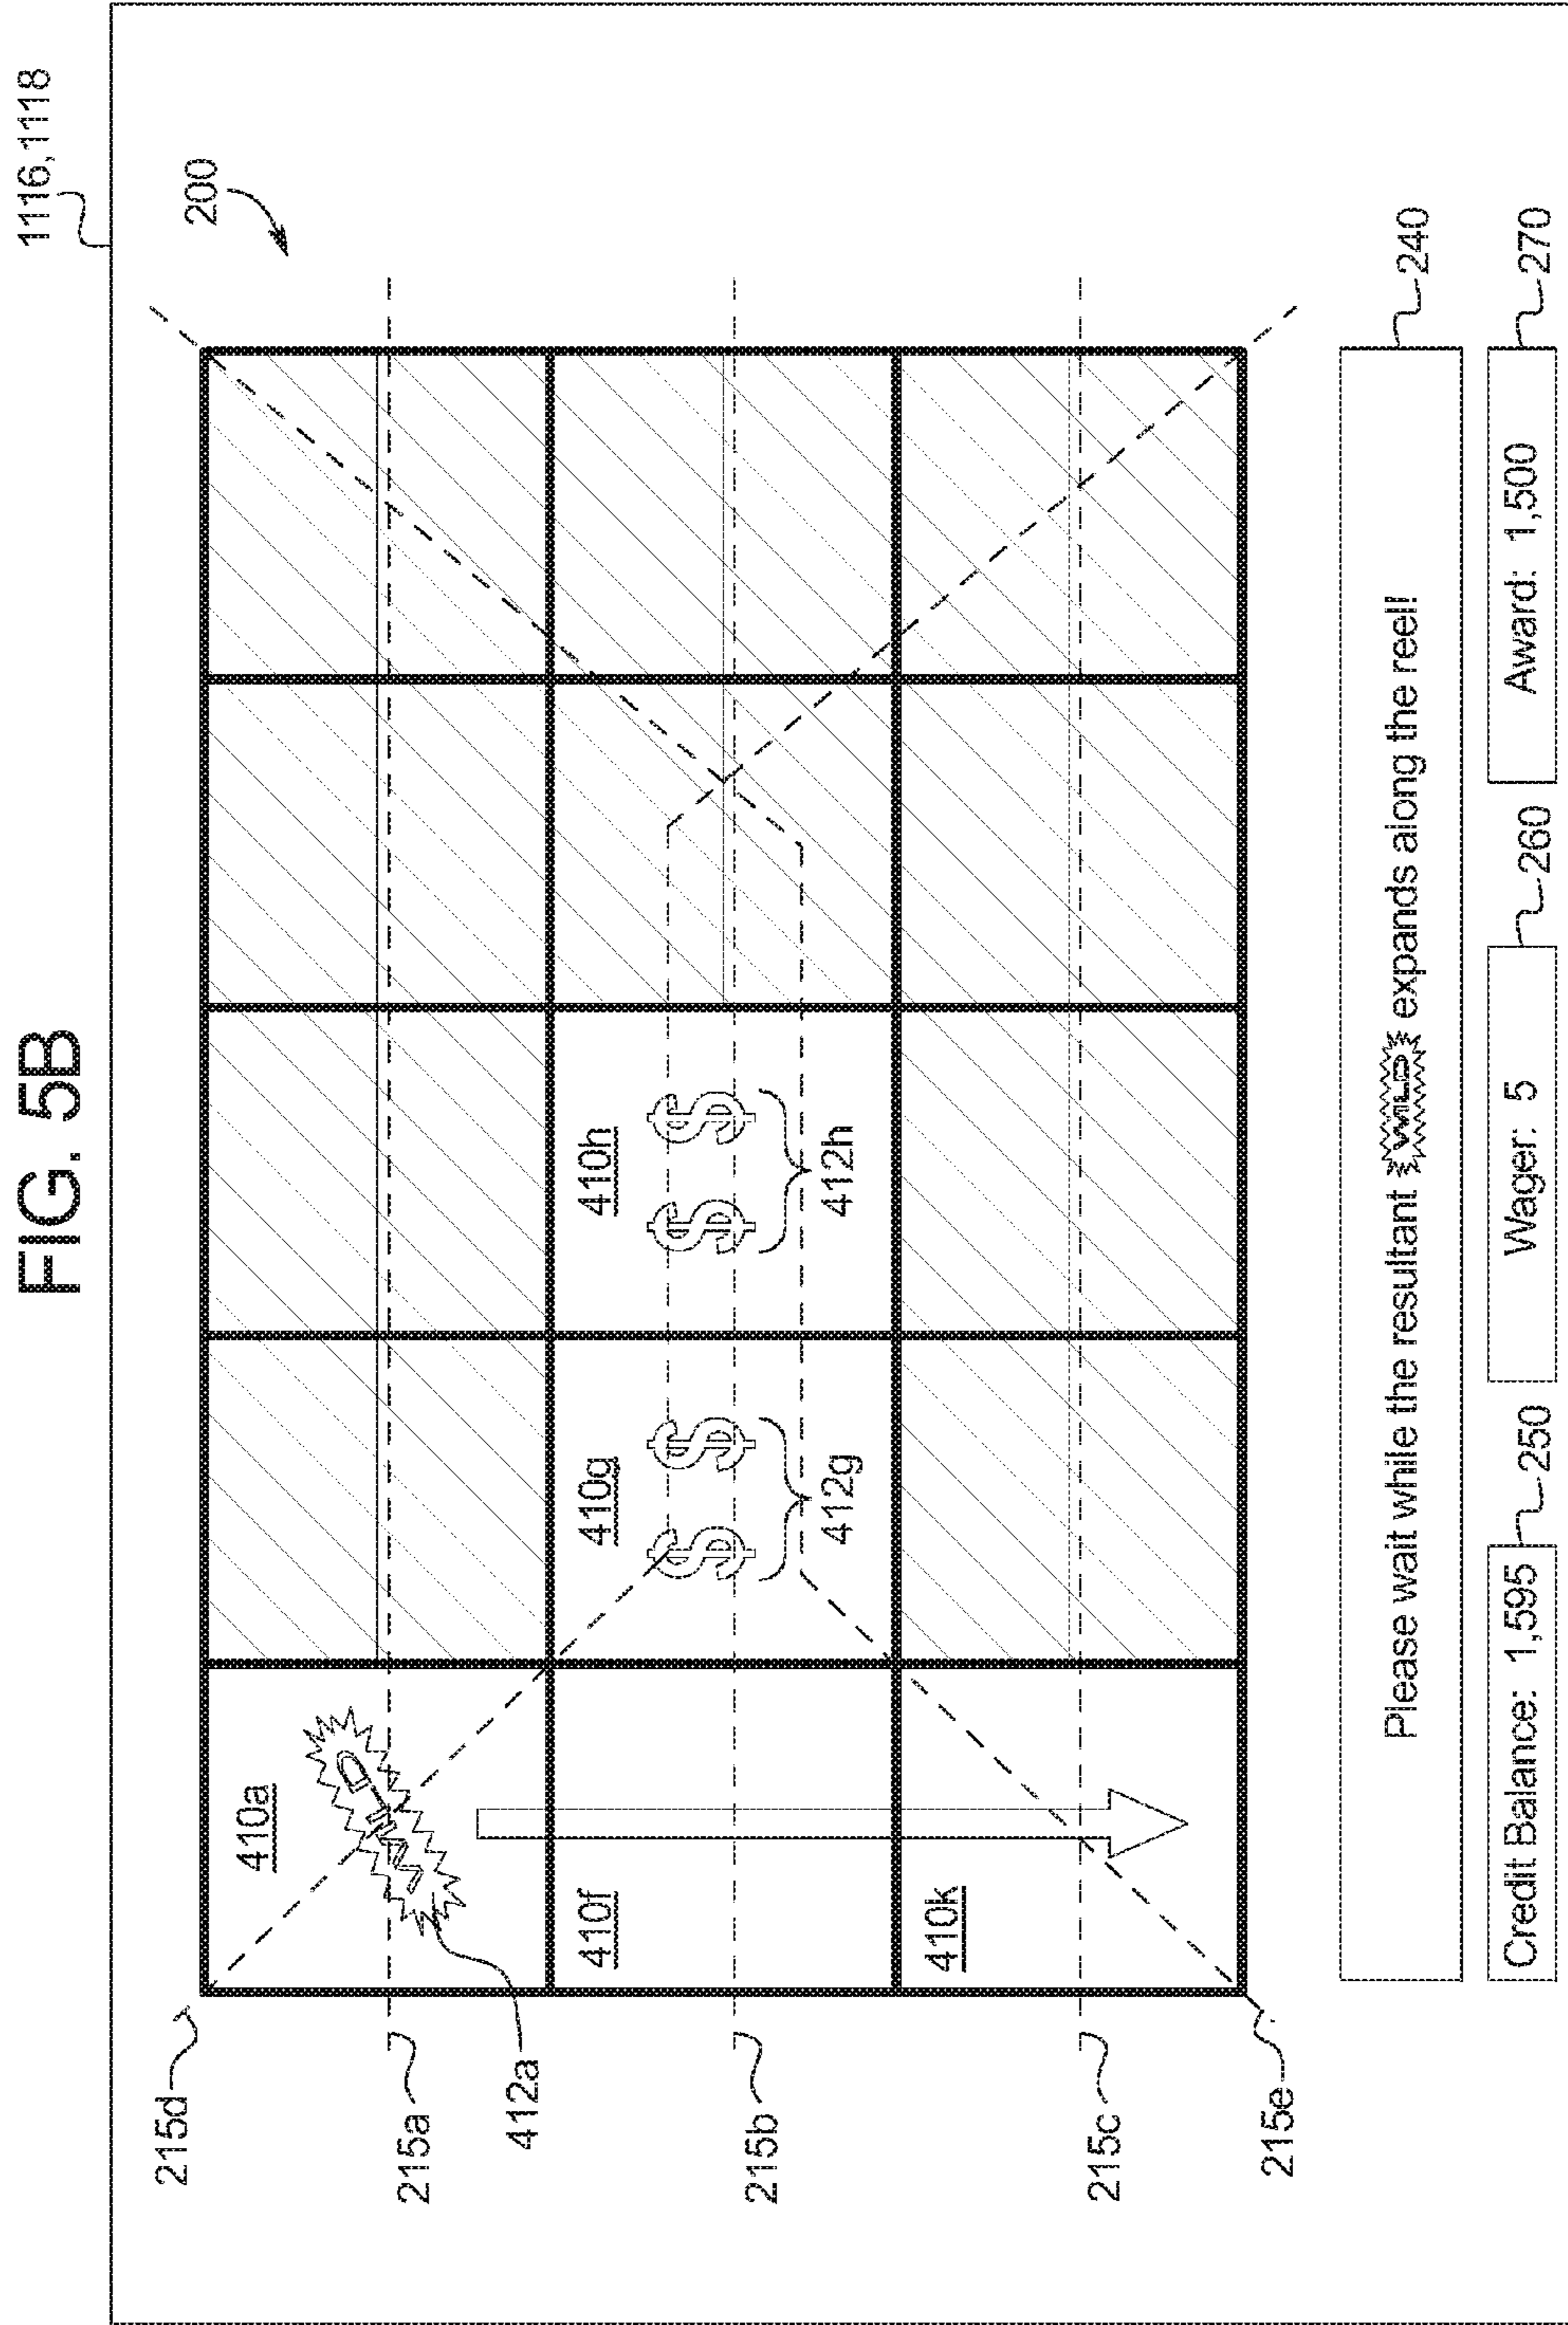 FIG. 5B
1116,1118
200
215d
410a
215a
412a
410f
410g
410h
$ $
$ $
215b
412g
412h
410k
215c
215e
Please wait while the resultant WILD expands along the reel!
240
Credit Balance: 1,595
250
Wager: 5
260
Award: 1,500
270